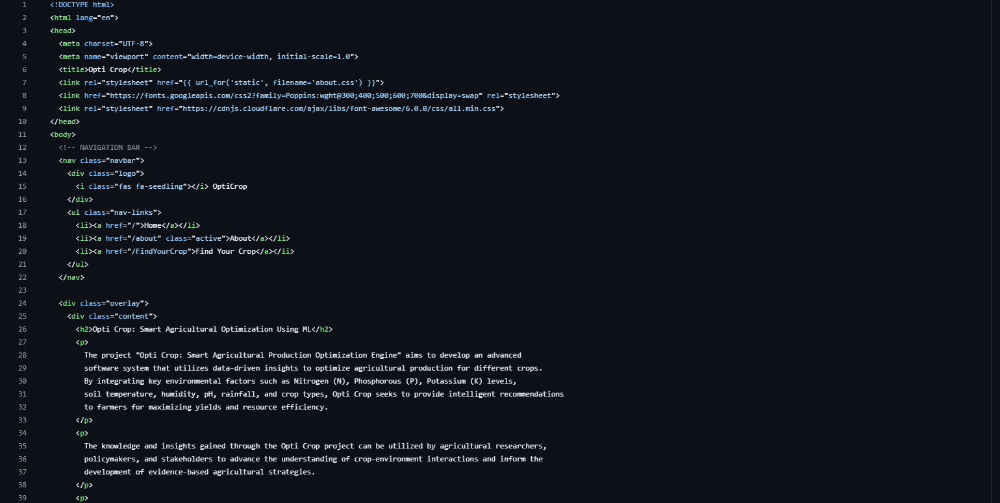 1 <!DOCTYPE html>
2 <html lang="en">
3 <head>
4 <meta charset="UTF-8">
5 <meta name="viewport" content="width=device-width, initial-scale=1.0">
6 <title>Opti Crop</title>
7 <link rel="stylesheet" href="{{ url_for('static', filename='about.css') }}">
8 <link href="https://fonts.googleapis.com/css2?family=Poppins:wght@300;400;500;600;700&display=swap" rel="stylesheet">
9 <link rel="stylesheet" href="https://cdnjs.cloudflare.com/ajax/libs/font-awesome/6.0.0/css/all.min.css">
10 </head>
11 <body>
12 <!-- NAVIGATION BAR -->
13 <nav class="navbar">
14 <div class="logo">
15 <i class="fas fa-seedling"></i> OptiCrop
16 </div>
17 <ul class="nav-links">
18 <li><a href="/">Home</a></li>
19 <li><a href="/about" class="active">About</a></li>
20 <li><a href="/FindYourCrop">Find Your Crop</a></li>
21 </ul>
22 </nav>
23
24 <div class="overlay">
25 <div class="content">
26 <h2>Opti Crop: Smart Agricultural Optimization Using ML</h2>
27 <p>
28 The project "Opti Crop: Smart Agricultural Production Optimization Engine" aims to develop an advanced
29 software system that utilizes data-driven insights to optimize agricultural production for different crops.
30 By integrating key environmental factors such as Nitrogen (N), Phosphorous (P), Potassium (K) levels,
31 soil temperature, humidity, pH, rainfall, and crop types, Opti Crop seeks to provide intelligent recommendations
32 to farmers for maximizing yields and resource efficiency.
33 </p>
34 <p>
35 The knowledge and insights gained through the Opti Crop project can be utilized by agricultural researchers,
36 policymakers, and stakeholders to advance the understanding of crop-environment interactions and inform the
37 development of evidence-based agricultural strategies.
38 </p>
39 <p>